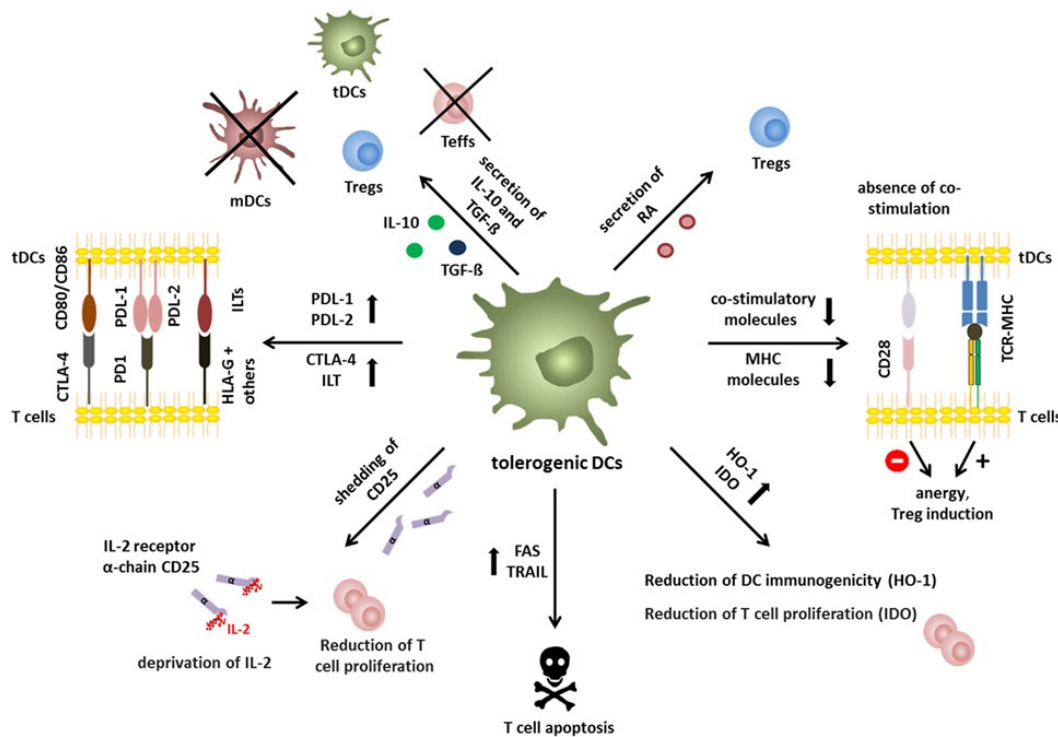 tDCs
Teffs
mDCs
Tregs
secretion of
IL-10 and
TGF-ß
IL-10
TGF-ß
secretion of
RA
Tregs
absence of co-
stimulation
tDCs
CD80/CD86
PDL-1
PDL-2
ILTs
CTLA-4
PD1
HLA-G +
others
T cells
PDL-1
PDL-2
CTLA-4
ILT
co-stimulatory
molecules
MHC
molecules
tDCs
CD28
TCR-MHC
T cells
+
anergy,
Treg induction
tolerogenic DCs
shedding of
CD25
α
α
α
IL-2 receptor
α-chain CD25
α
α
IL-2
deprivation of IL-2
Reduction of T
cell proliferation
FAS
TRAIL
T cell apoptosis
HO-1
IDO
Reduction of DC immunogenicity (HO-1)
Reduction of T cell proliferation (IDO)